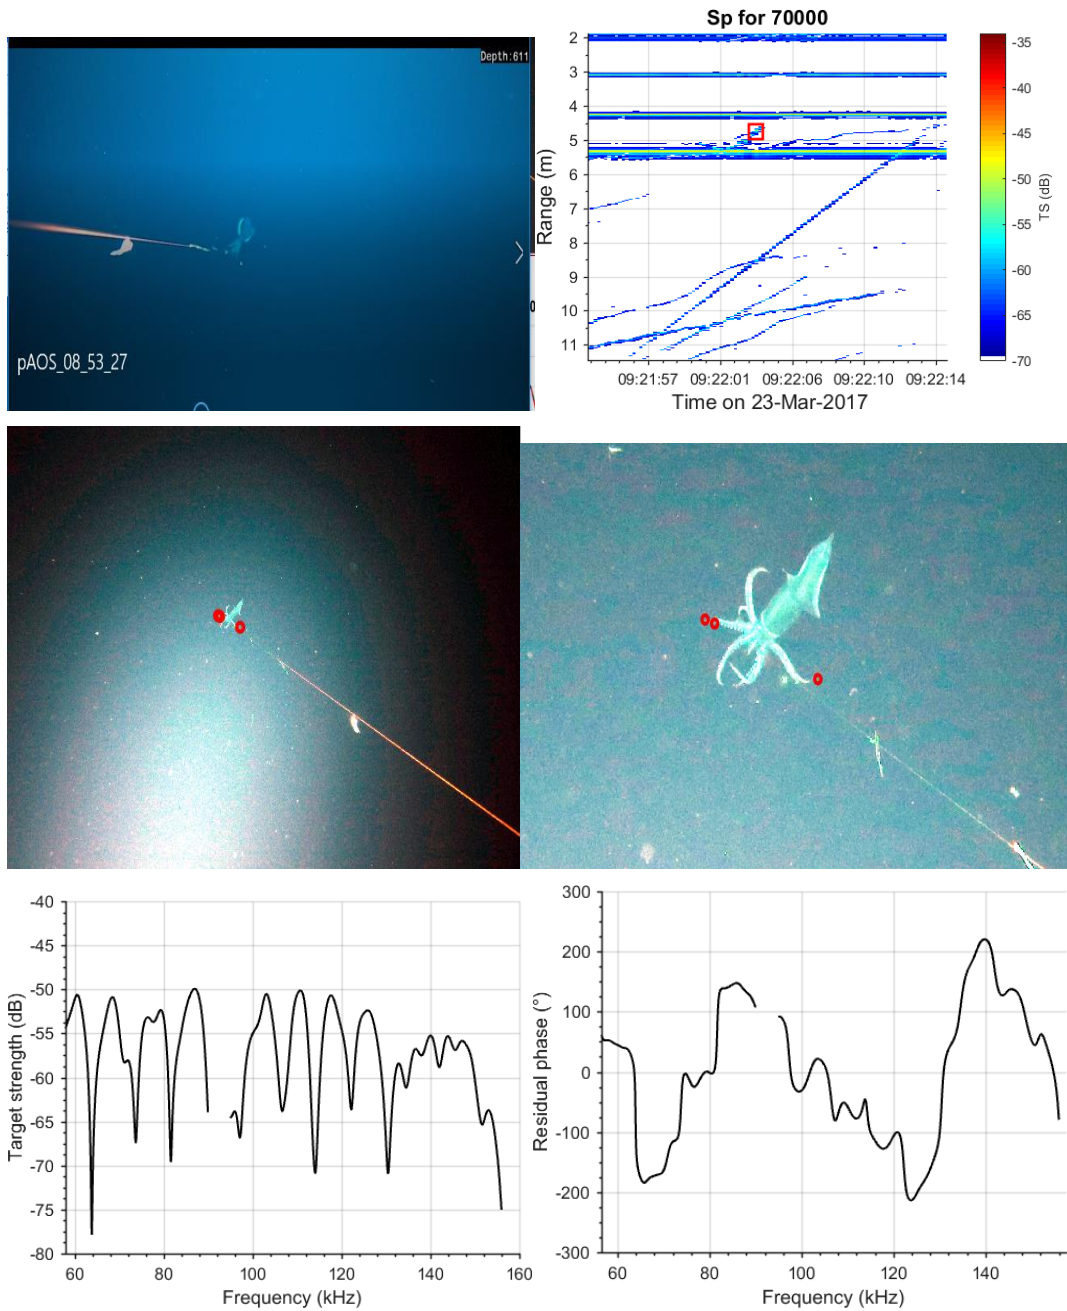 Depth:611
pAOS_08_53_27
Sp for 70000
2
3
4
5
6
7
8
9
10
11
Range (m)
09:21:57 09:22:01 09:22:06 09:22:10 09:22:14
Time on 23-Mar-2017
-35
-40
-45
-50
-55
-60
-65
-70
TS (dB)
-40
-45
-50
-55
-60
-65
-70
-75
-80
Target strength (dB)
60 80 100 120 140 160
Frequency (kHz)
300
200
100
0
-100
-200
-300
Residual phase (°)
60 80 100 120 140
Frequency (kHz)